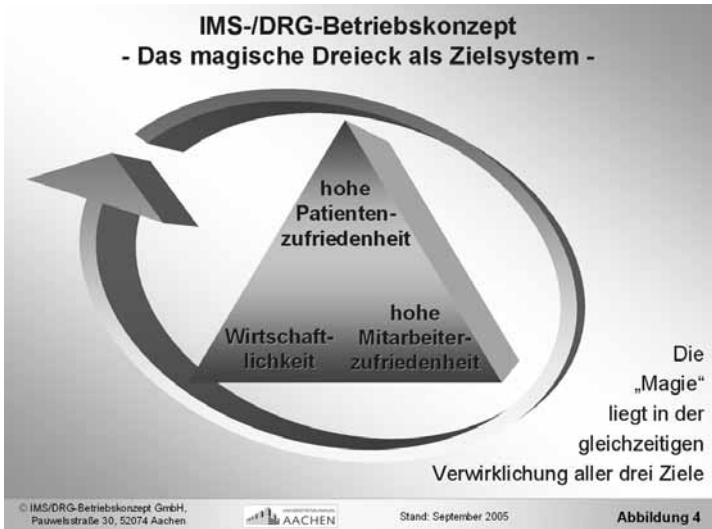 IMS-/DRG-Betriebskonzept
- Das magische Dreieck als Zielsystem -
hohe
Patienten-
zufriedenheit
Wirtschaft-
lichkeit
hohe
Mitarbeiter-
zufriedenheit
Die
„Magie“
liegt in der
gleichzeitigen
Verwirklichung aller drei Ziele
© IMS/DRG-Betriebskonzept GmbH,
Pauwelsstraße 30, 52074 Aachen
AACHEN
Stand: September 2005
Abbildung 4